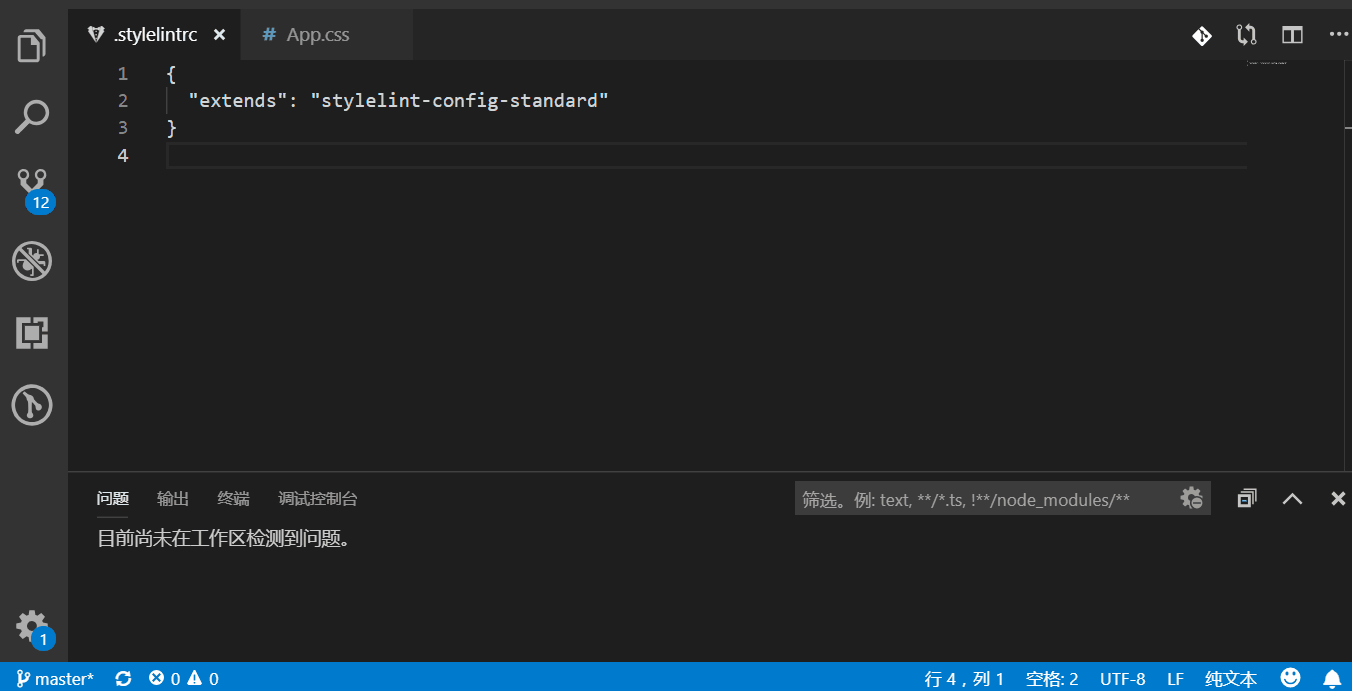 .stylelintrc
# App.css
1 {
2 "extends": "stylelint-config-standard"
3 }
4
12
问题 输出 终端 调试控制台 筛选。例: text, **/*.ts, !**/node_modules/**
目前尚未在工作区检测到问题。
1
master* 0 0 行 4，列 1 空格: 2 UTF-8 LF 纯文本